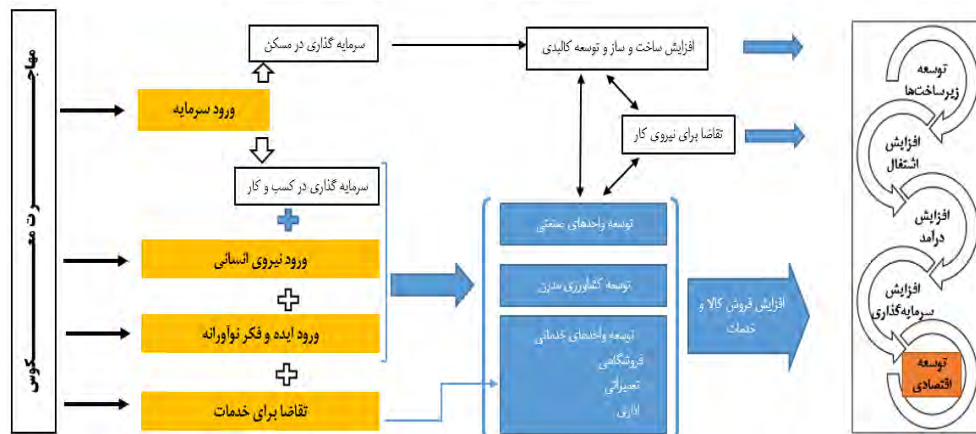 مهاجرت معکوس
سرمایه گذاری در مسکن
ورود سرمایه
سرمایه گذاری در کسب و کار
ورود نیروی انسانی
ورود ایده و فکر نوآورانه
تقاضا برای خدمات
افزایش ساخت و ساز و توسعه کالبدی
تقاضا برای نیروی کار
توسعه واحدهای صنعتی
توسعه کشاورزی مدرن
توسعه واحدهای خدماتی
فروشگاهی
تعمیراتی
اداری
افزایش فروش کالا و
خدمات
توسعه
زیرساخت‌ها
افزایش
اشتغال
افزایش
درآمد
افزایش
سرمایه‌گذاری
توسعه
اقتصادی